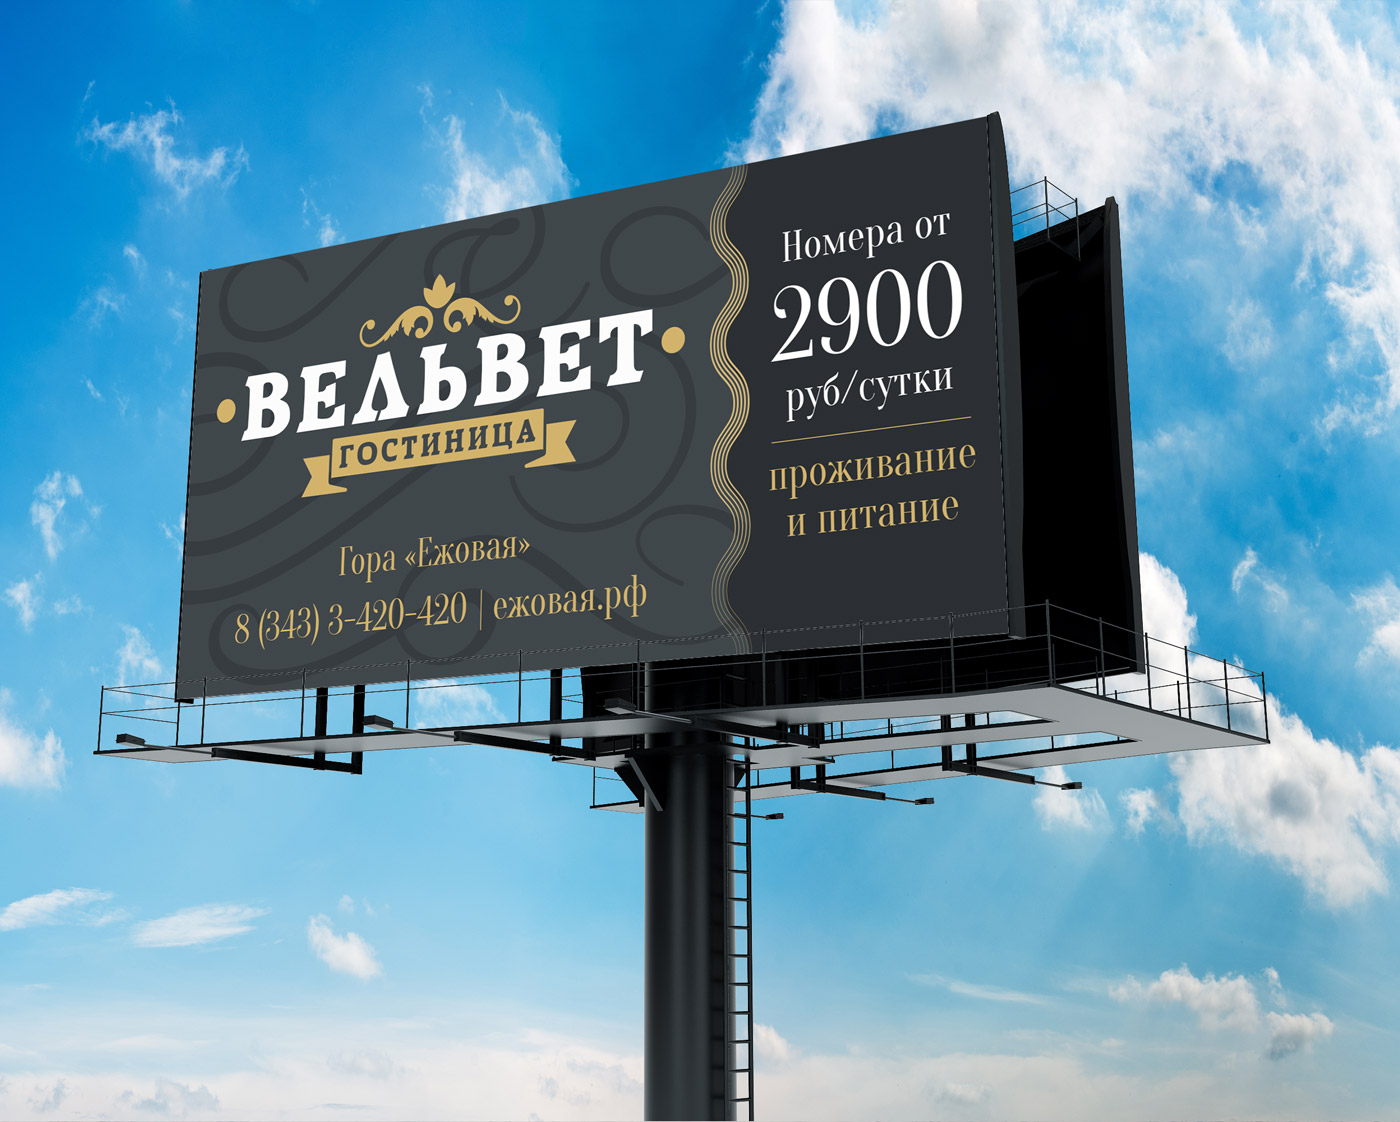 ВЕЛЬВЕТ
ГОСТИНИЦА
Гора «Ежовая»
8 (343) 3-420-420 | ежовая.рф
Номера от
2900
руб/сутки
проживание
и питание